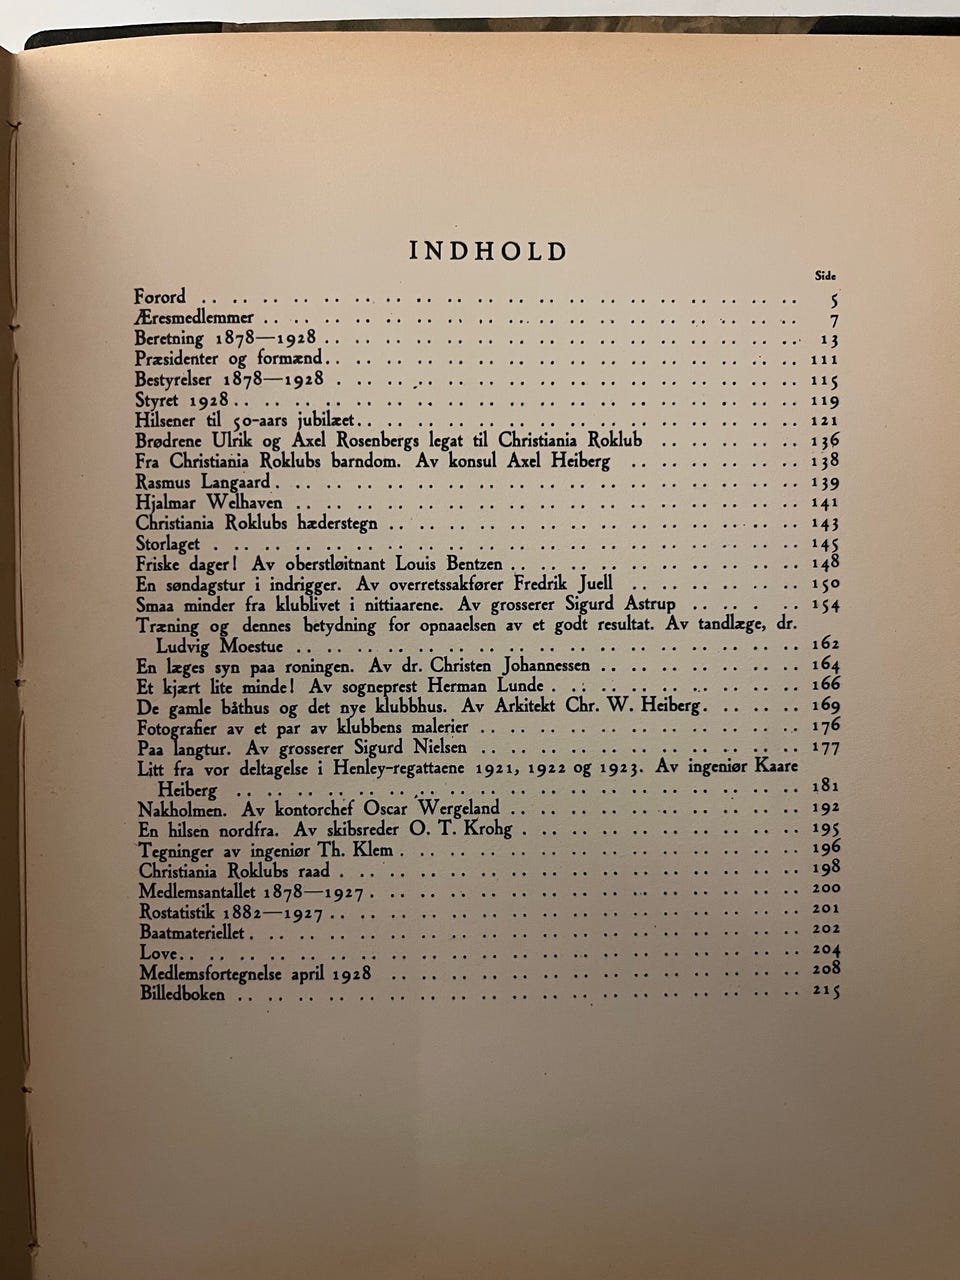 INDHOLD
Side
Forord .. .. .. .. .. .. .. .. .. .. .. .. .. .. .. .. .. .. .. .. 5
Æresmedlemmer .. .. .. .. .. .. .. .. .. .. .. .. .. .. .. .. .. .. 7
Beretning 1878—1928 .. .. .. .. .. .. .. .. .. .. .. .. .. .. .. .. 13
Præsidenter og formænd .. .. .. .. .. .. .. .. .. .. .. .. .. .. .. .. 111
Bestyrelser 1878—1928 . .. .. .. .. .. .. .. .. .. .. .. .. .. .. .. 115
Styret 1928 .. .. .. .. .. .. .. .. .. .. .. .. .. .. .. .. .. .. .. 119
Hilsener til 50-aars jubilæet .. .. .. .. .. .. .. .. .. .. .. .. .. .. .. 121
Brødrene Ulrik og Axel Rosenbergs legat til Christiania Roklub .. .. .. .. .. 136
Fra Christiania Roklubs barndom. Av konsul Axel Heiberg .. .. .. .. .. .. 138
Rasmus Langaard . .. .. .. .. .. .. .. .. .. .. .. .. .. .. .. .. .. 139
Hjalmar Welhaven .. .. .. .. .. .. .. .. .. .. .. .. .. .. .. .. .. 141
Christiania Roklubs hæderstegn .. .. .. .. .. .. .. .. .. .. .. .. .. .. 143
Storlaget . .. .. .. .. .. .. .. .. .. .. .. .. .. .. .. .. .. .. .. 145
Friske dager! Av oberstløitnant Louis Bentzen .. .. .. .. .. .. .. .. .. .. 148
En søndagstur i indrigger. Av overretssakfører Fredrik Juell .. .. .. .. .. .. 150
Smaa minder fra klublivet i nittiaarene. Av grosserer Sigurd Astrup .. .. . .. 154
Træning og dennes betydning for opnaaelsen av et godt resultat. Av tandlæge, dr.
Ludvig Moestue .. .. .. .. .. .. .. .. .. .. .. .. .. .. .. .. .. 162
En læges syn paa roningen. Av dr. Christen Johannessen .. .. .. .. .. .. .. 164
Et kjært lite minde! Av sogneprest Herman Lunde . .. .. .. .. .. .. .. .. 166
De gamle båthus og det nye klubbhus. Av Arkitekt Chr. W. Heiberg. .. .. .. 169
Fotografier av et par av klubbens malerier .. .. .. .. .. .. .. .. .. .. .. 176
Paa langtur. Av grosserer Sigurd Nielsen .. .. .. .. .. .. .. .. .. .. .. 177
Litt fra vor deltagelse i Henley-regattaene 1921, 1922 og 1923. Av ingeniør Kaare
Heiberg .. .. .. .. .. .. .. .. .. .. .. .. .. .. .. .. .. .. .. 181
Nakholmen. Av kontorchef Oscar Wergeland .. .. .. .. .. .. .. .. .. .. 192
En hilsen nordfra. Av skibsreder O. T. Krohg . .. .. .. .. .. .. .. .. .. 195
Tegninger av ingeniør Th. Klem . .. .. .. .. .. .. .. .. .. .. .. .. .. 196
Christiania Roklubs raad . .. .. .. .. .. .. .. .. .. .. .. .. .. .. .. 198
Medlemsantallet 1878—1927 . .. .. .. .. .. .. .. .. .. .. .. .. .. .. 200
Rostatistik 1882—1927 .. .. .. .. .. .. .. .. .. .. .. .. .. .. .. .. 201
Baatmateriellet . .. .. .. .. .. .. .. .. .. .. .. .. .. .. .. .. .. .. 202
Love .. .. .. .. .. .. .. .. .. .. .. .. .. .. .. .. .. .. .. .. .. 204
Medlemsfortegnelse april 1928 .. .. .. .. .. .. .. .. .. .. .. .. .. .. 208
Billedboken .. .. .. .. .. .. .. .. .. .. .. .. .. .. .. .. .. .. .. 215